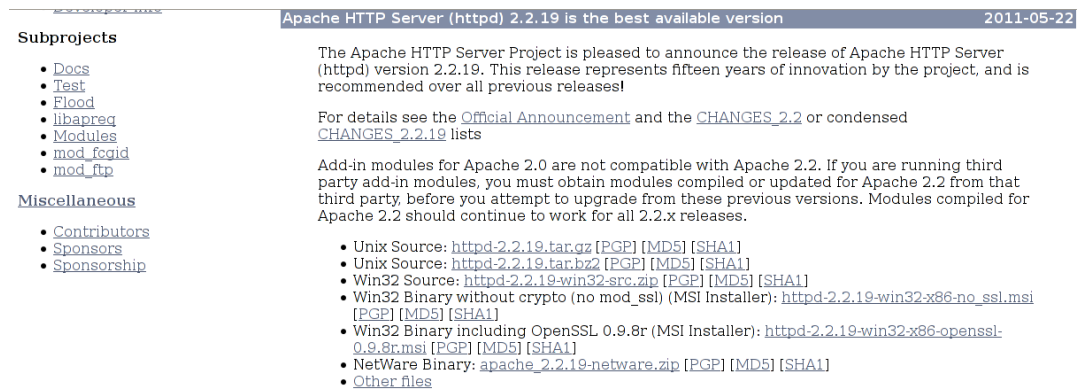 Developer Info
Subprojects
Docs
Test
Flood
libapreq
Modules
mod_fcgid
mod_ftp
Miscellaneous
Contributors
Sponsors
Sponsorship
Apache HTTP Server (httpd) 2.2.19 is the best available version 2011-05-22
The Apache HTTP Server Project is pleased to announce the release of Apache HTTP Server
(httpd) version 2.2.19. This release represents fifteen years of innovation by the project, and is
recommended over all previous releases!
For details see the Official Announcement and the CHANGES_2.2 or condensed
CHANGES_2.2.19 lists
Add-in modules for Apache 2.0 are not compatible with Apache 2.2. If you are running third
party add-in modules, you must obtain modules compiled or updated for Apache 2.2 from that
third party, before you attempt to upgrade from these previous versions. Modules compiled for
Apache 2.2 should continue to work for all 2.2.x releases.
Unix Source: httpd-2.2.19.tar.gz [PGP] [MD5] [SHA1]
Unix Source: httpd-2.2.19.tar.bz2 [PGP] [MD5] [SHA1]
Win32 Source: httpd-2.2.19-win32-src.zip [PGP] [MD5] [SHA1]
Win32 Binary without crypto (no mod_ssl) (MSI Installer): httpd-2.2.19-win32-x86-no_ssl.msi
[PGP] [MD5] [SHA1]
Win32 Binary including OpenSSL 0.9.8r (MSI Installer): httpd-2.2.19-win32-x86-openssl-
0.9.8r.msi [PGP] [MD5] [SHA1]
NetWare Binary: apache_2.2.19-netware.zip [PGP] [MD5] [SHA1]
Other files